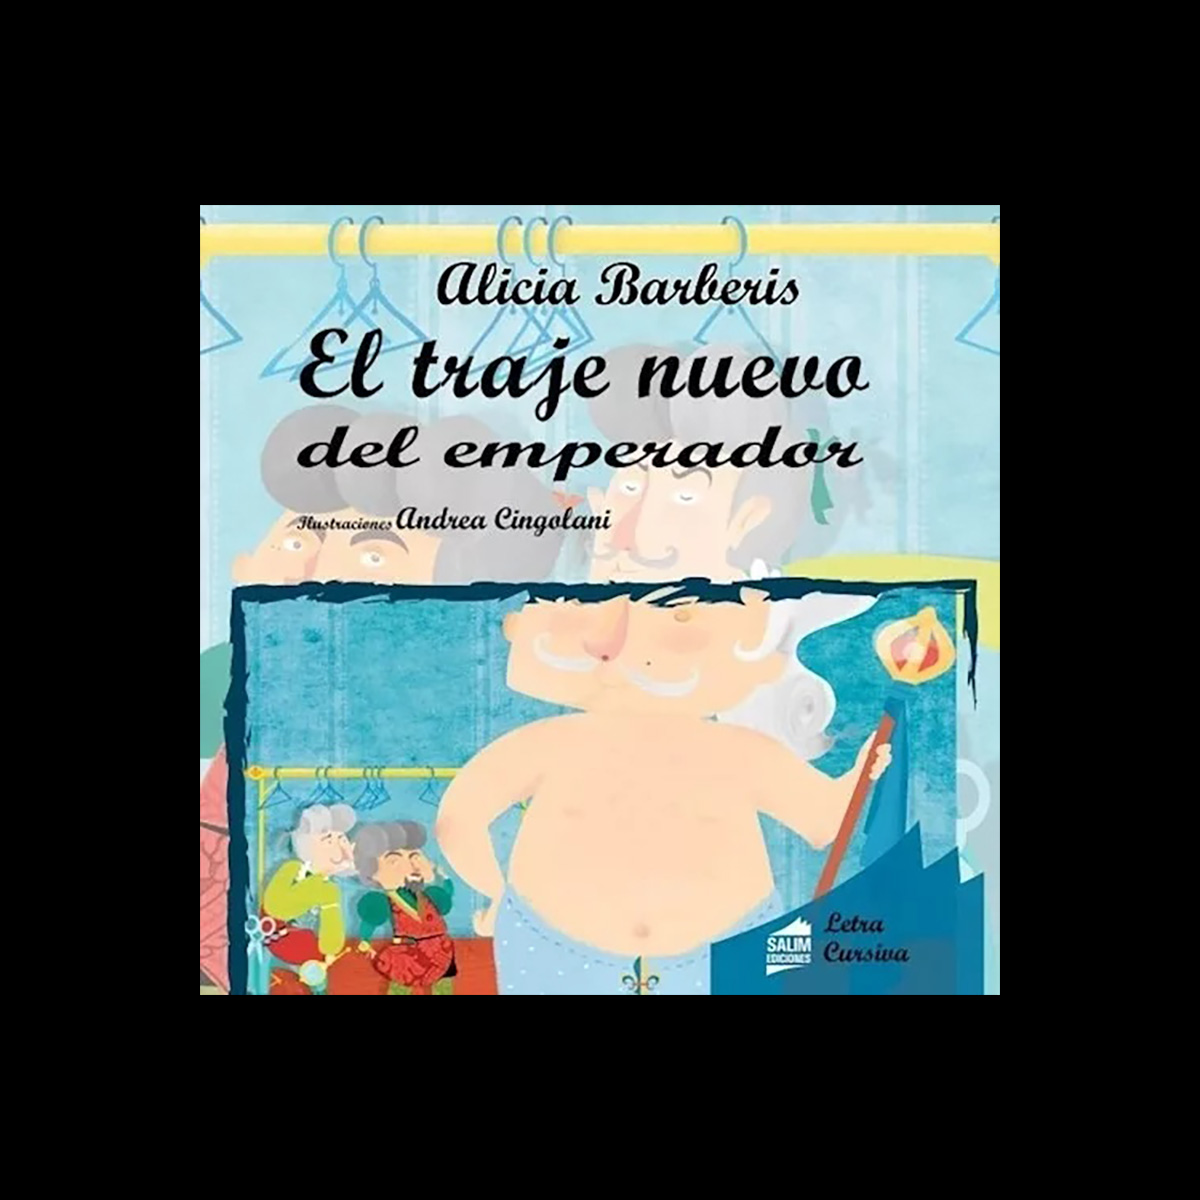 Alicia Barberis
El traje nuevo
del emperador
Ilustraciones Andrea Cingolani
SALIM
EDICIONES
Letra
Cursiva